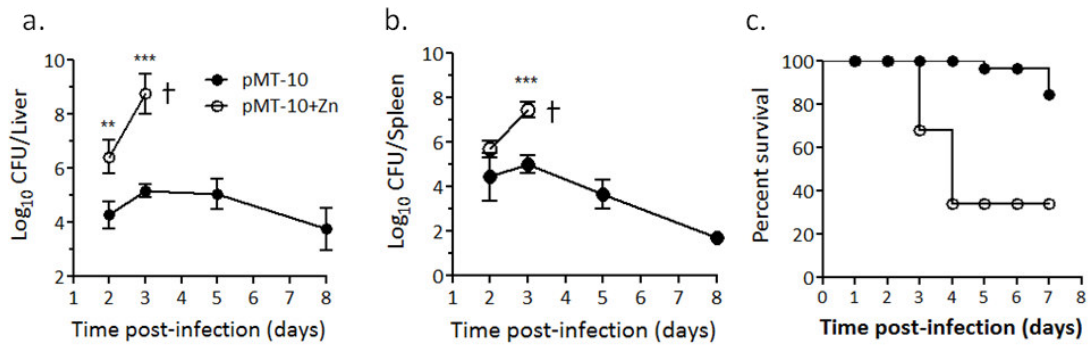 a.
Log10 CFU/Liver
10
8
6
4
2
** ***
†
pMT-10
pMT-10+Zn
1 2 3 4 5 6 7 8
Time post-infection (days)
b.
Log10 CFU/Spleen
10
8
6
4
2
0
***
†
1 2 3 4 5 6 7 8
Time post-infection (days)
c.
Percent survival
100
80
60
40
20
0
0 1 2 3 4 5 6 7 8
Time post-infection (days)